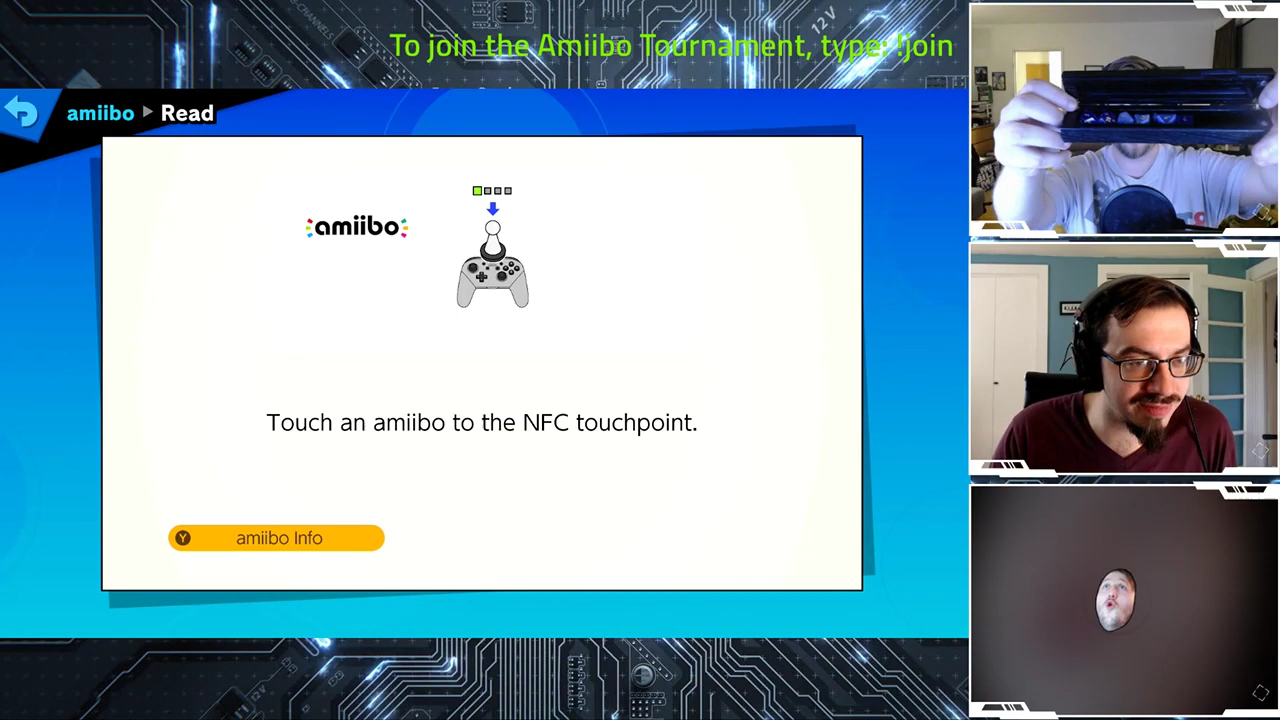 To join the Amiibo Tournament, type: !join
amiibo Read
amiibo
Touch an amiibo to the NFC touchpoint.
Y amiibo Info
12V